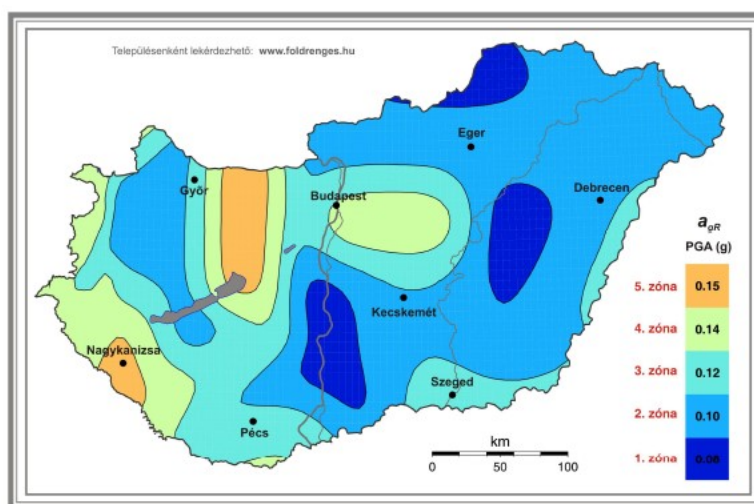 Településenként lekérdezhető: www.foldrenges.hu
Eger
Győr
Budapest
Debrecen
a gR
PGA (g)
5. zóna 0.15
Kecskemét
4. zóna 0.14
Nagykanizsa
3. zóna 0.12
Szeged
2. zóna 0.10
Pécs
km
1. zóna 0.08
0 50 100